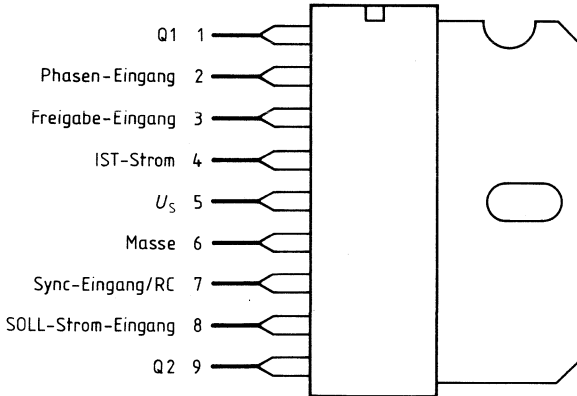 Q1 1
Phasen-Eingang 2
Freigabe-Eingang 3
IST-Strom 4
US 5
Masse 6
Sync-Eingang/RC 7
SOLL-Strom-Eingang 8
Q2 9